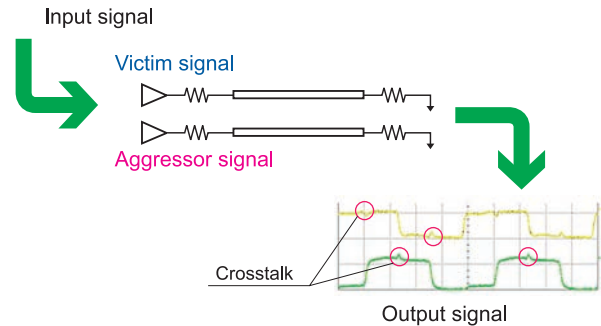 Input signal
Victim signal
Aggressor signal
Crosstalk
Output signal